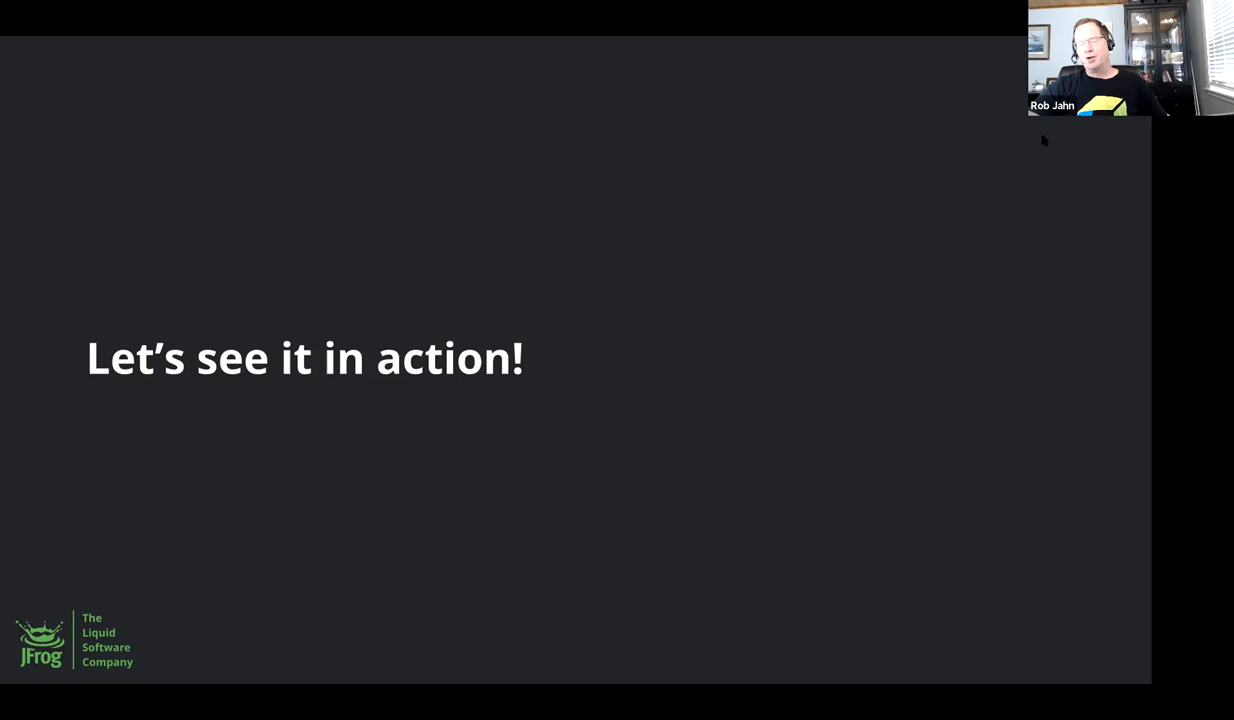 Rob Jahn
Let’s see it in action!
JFrog
The
Liquid
Software
Company